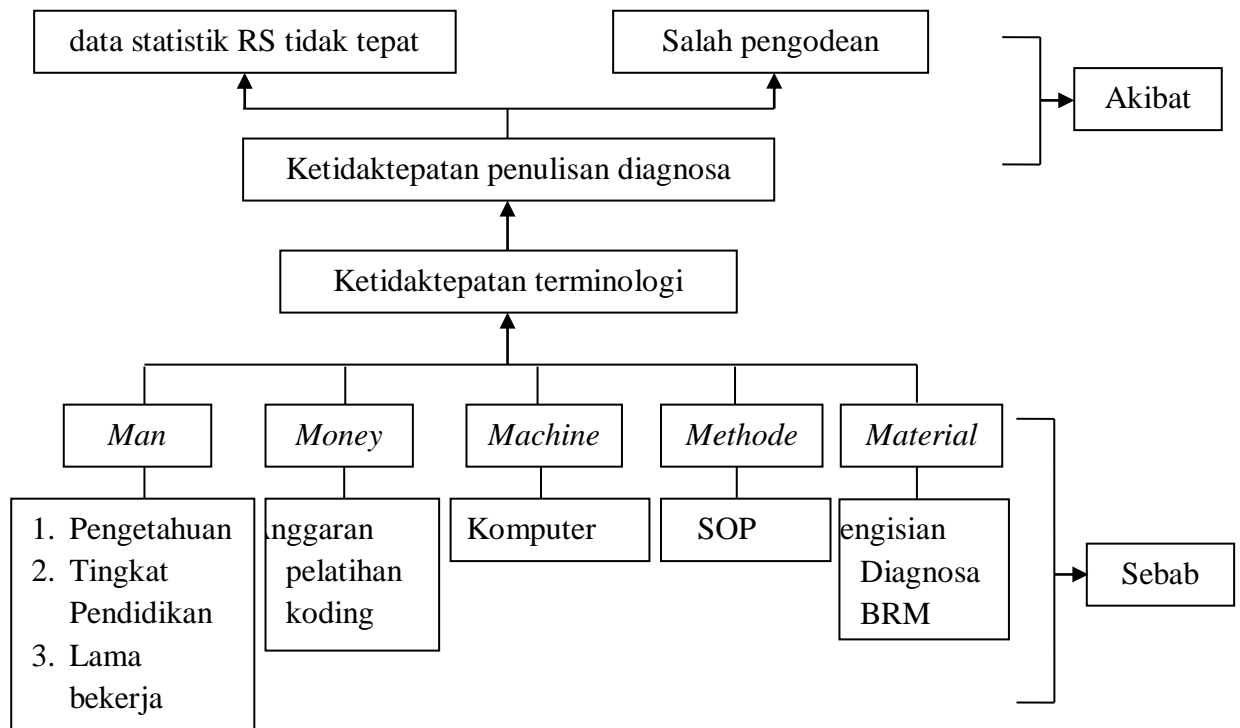 data statistik RS tidak tepat
Salah pengodean
Akibat
Ketidaktepatan penulisan diagnosa
Ketidaktepatan terminologi
Man
Money
Machine
Methode
Material
1. Pengetahuan
2. Tingkat
Pendidikan
3. Lama
bekerja
nggaran
pelatihan
koding
Komputer
SOP
engisian
Diagnosa
BRM
Sebab